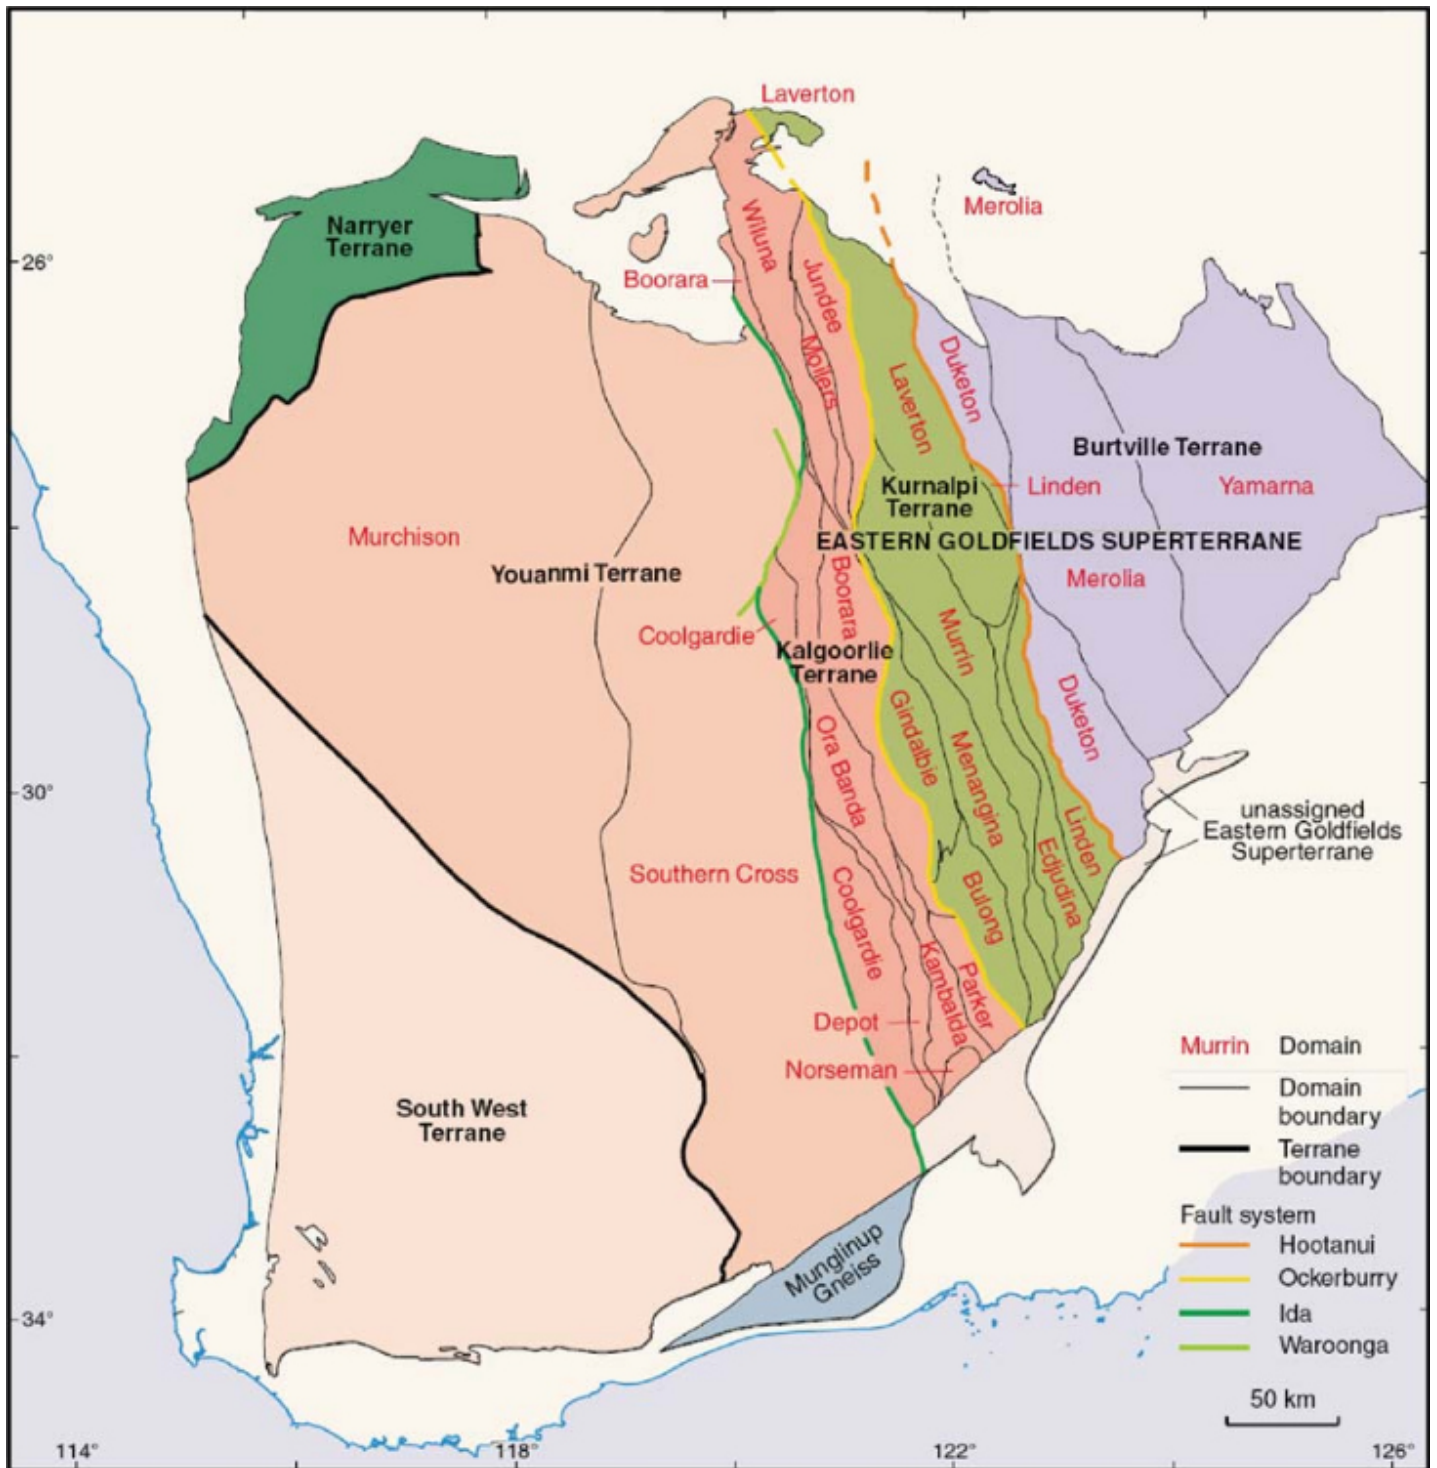 Laverton
Merolia
Narryer
Terrane
Wiluna
Boorara
Jundee
Moilers
Duketon
Laverton
Burtville Terrane
Kurnalpi
Terrane
Linden
Yamarna
Murchison
EASTERN GOLDFIELDS SUPERTERRANE
Youanmi Terrane
Merolia
Boorara
Coolgardie
Murrin
Kalgoorlie
Terrane
Gindalbie
Duketon
Ora Banda
Menangina
unassigned
Eastern Goldfields
Superterrane
Linden
Edjudina
Southern Cross
Coolgardie
Bulong
Kambalda
Parker
Depot
Norseman
South West
Terrane
Munglinup
Gneiss
Murrin Domain
Domain
boundary
Terrane
boundary
Fault system
Hootanui
Ockerburry
Ida
Waroonga
50 km
26°
30°
34°
114°
118°
122°
126°